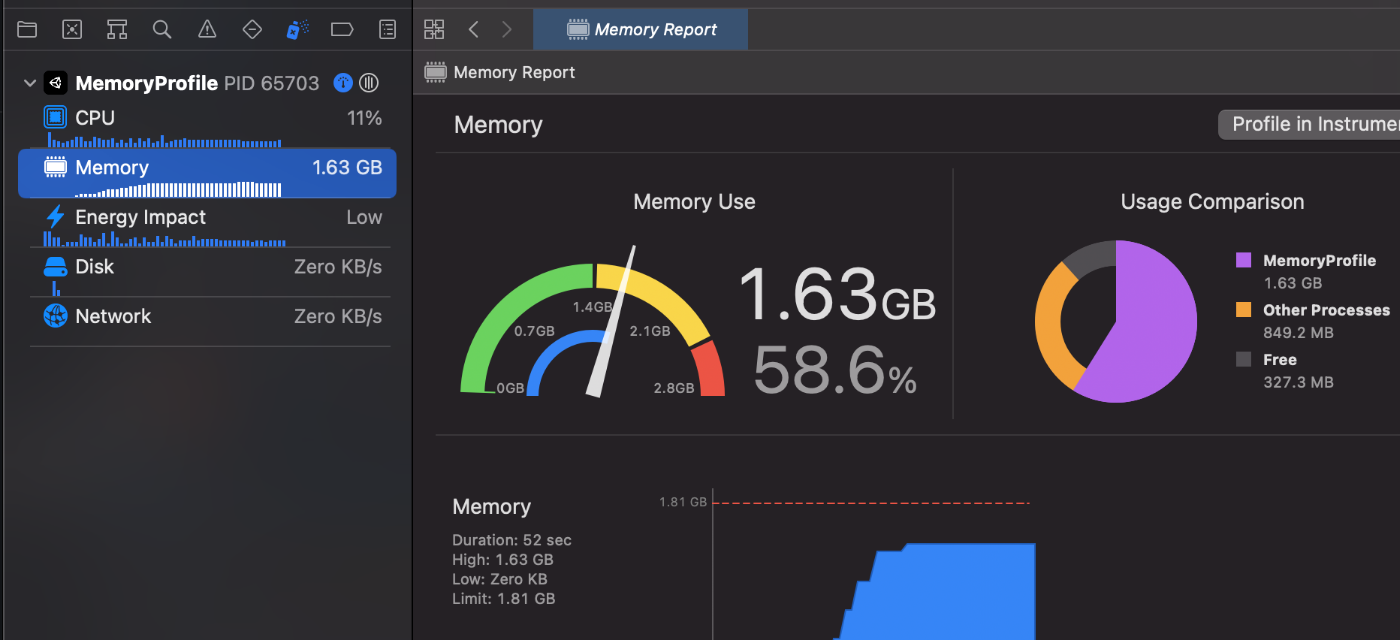 MemoryProfile PID 65703
CPU 11%
Memory 1.63 GB
Energy Impact Low
Disk Zero KB/s
Network Zero KB/s
Memory Report
Memory Report
Memory
Profile in Instrumen
Memory Use
0GB
0.7GB
1.4GB
2.1GB
2.8GB
1.63GB
58.6%
Usage Comparison
MemoryProfile
1.63 GB
Other Processes
849.2 MB
Free
327.3 MB
Memory
Duration: 52 sec
High: 1.63 GB
Low: Zero KB
Limit: 1.81 GB
1.81 GB